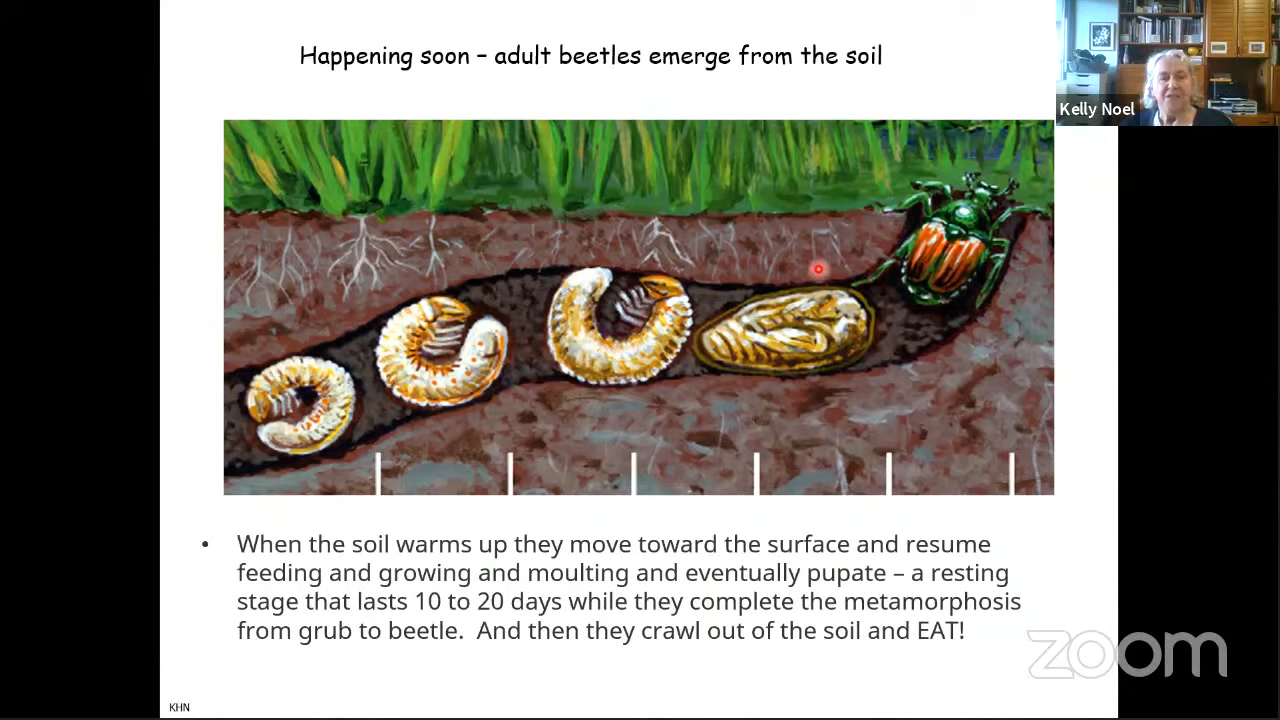 Happening soon – adult beetles emerge from the soil
Kelly Noel
• When the soil warms up they move toward the surface and resume
feeding and growing and moulting and eventually pupate – a resting
stage that lasts 10 to 20 days while they complete the metamorphosis
from grub to beetle.  And then they crawl out of the soil and EAT!
zoom
KHN